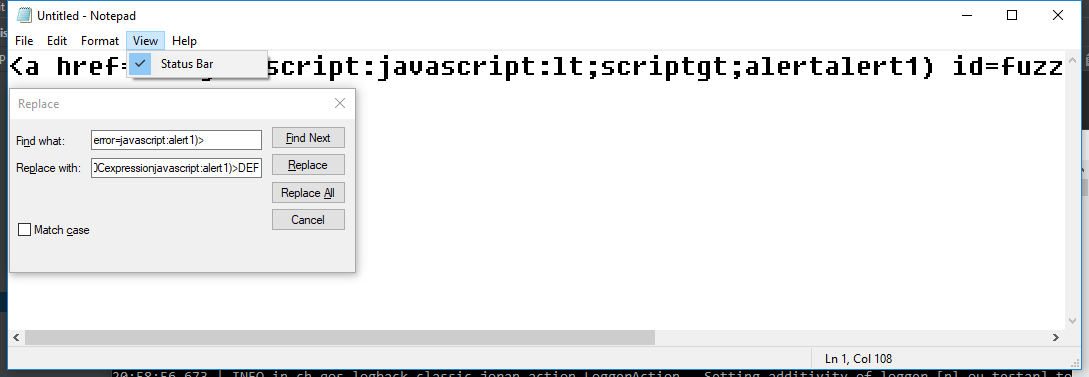 Untitled - Notepad
File Edit Format View Help
Status Bar
<a href= script:javascript:lt;scriptgt;alertalert1) id=fuzz
Replace
Find what: error=javascript:alert1)> Find Next
Replace with: Cexpressionjavascript:alert1)>DEF Replace
Replace All
Cancel
Match case
Ln 1, Col 108
20:58:56,673 | INFO in ch.qos.logback.classic.joran.action.LoggerAction - Setting additivity of logger [nl.ou.testar] to